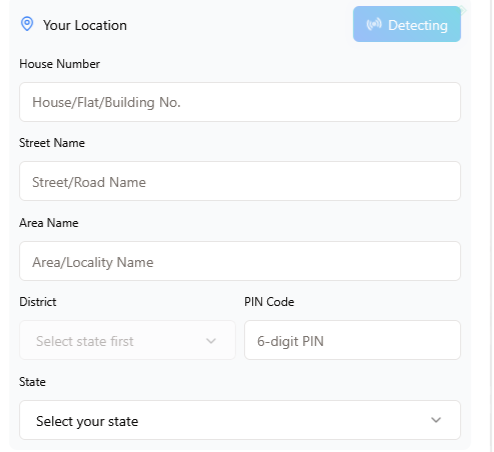 Your Location
Detecting
House Number
House/Flat/Building No.
Street Name
Street/Road Name
Area Name
Area/Locality Name
District
PIN Code
Select state first
6-digit PIN
State
Select your state